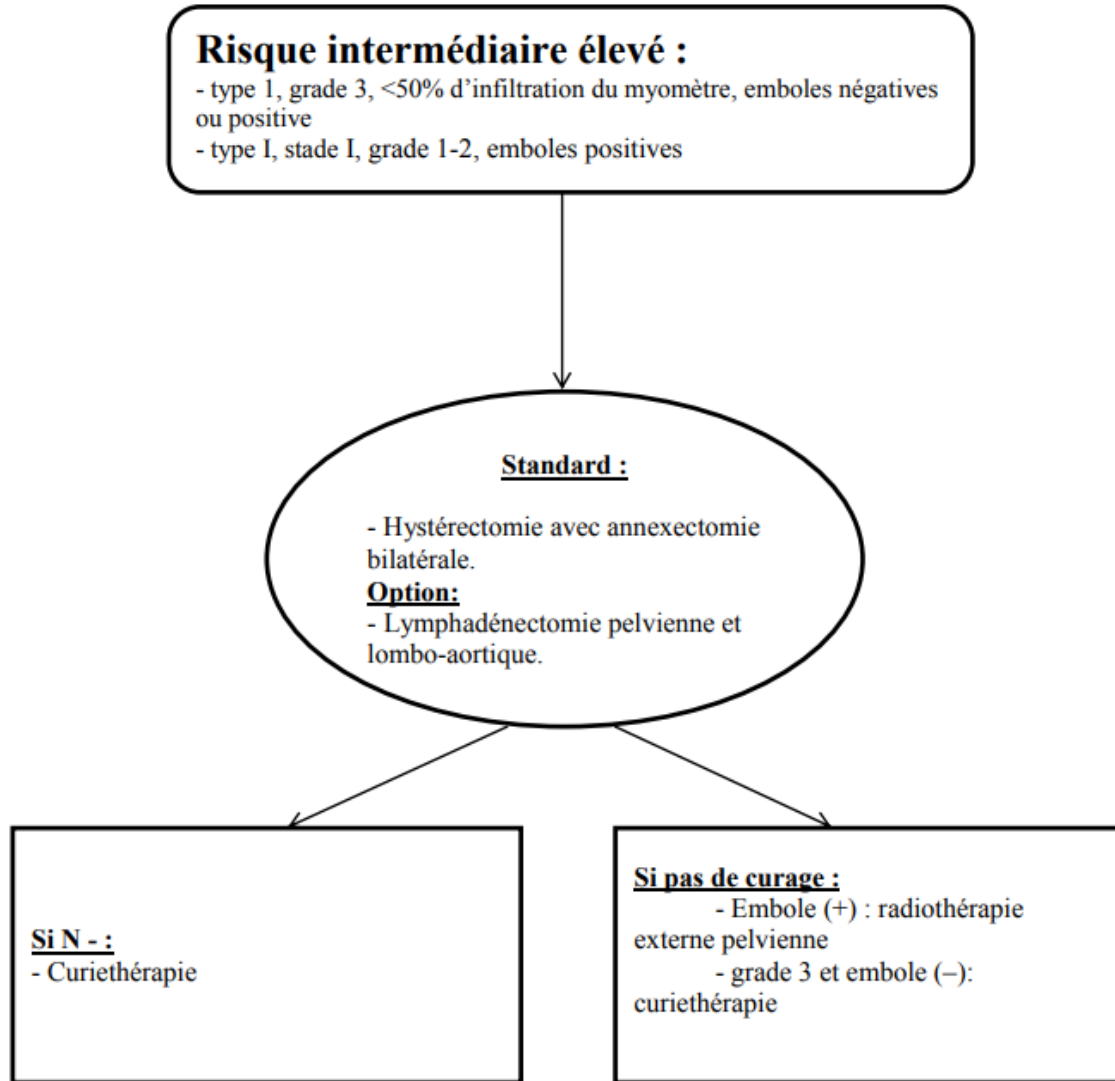 Risque intermédiaire élevé :
- type 1, grade 3, <50% d’infiltration du myomètre, emboles négatives
ou positive
- type I, stade I, grade 1-2, emboles positives
Standard :
- Hystérectomie avec annexectomie
bilatérale.
Option:
- Lymphadénectomie pelvienne et
lombo-aortique.
Si N - :
- Curiethérapie
Si pas de curage :
- Embole (+) : radiothérapie
externe pelvienne
- grade 3 et embole (–):
curiethérapie